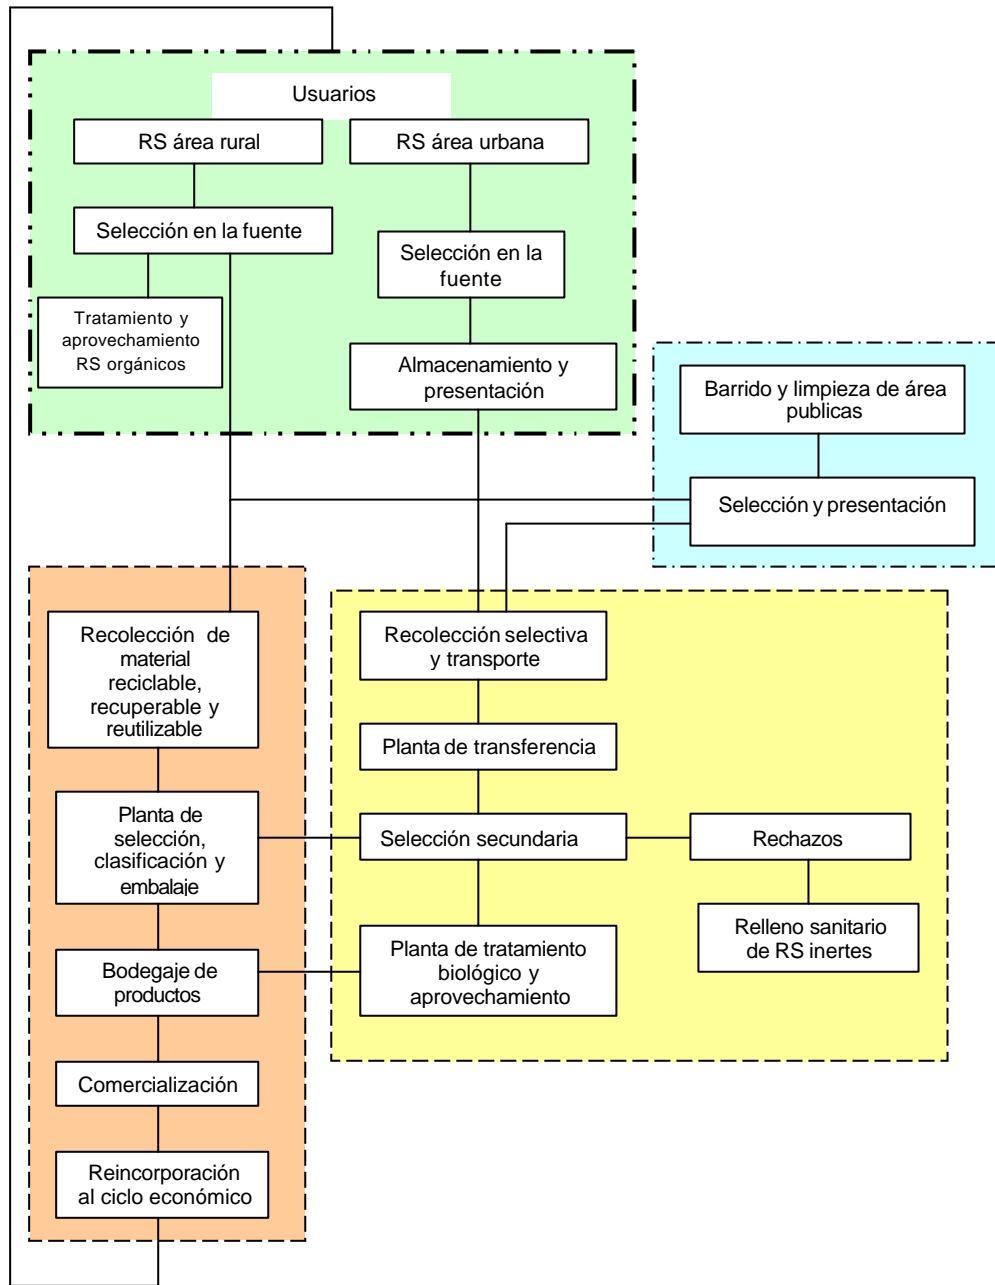 Usuarios
RS área rural
RS área urbana
Selección en la fuente
Selección en la
fuente
Tratamiento y
aprovechamiento
RS orgánicos
Almacenamiento y
presentación
Barrido y limpieza de área
publicas
Selección y presentación
Recolección de
material
reciclable,
recuperable y
reutilizable
Recolección selectiva
y transporte
Planta de transferencia
Planta de
selección,
clasificación y
embalaje
Selección secundaria
Rechazos
Relleno sanitario
de RS inertes
Bodegaje de
productos
Planta de tratamiento
biológico y
aprovechamiento
Comercialización
Reincorporación
al ciclo económico